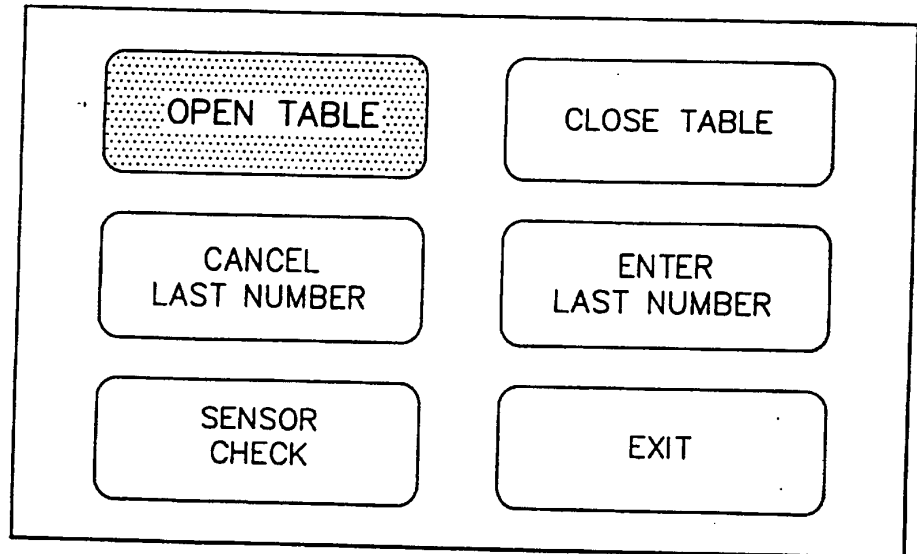 OPEN TABLE
CLOSE TABLE
CANCEL
LAST NUMBER
ENTER
LAST NUMBER
SENSOR
CHECK
EXIT